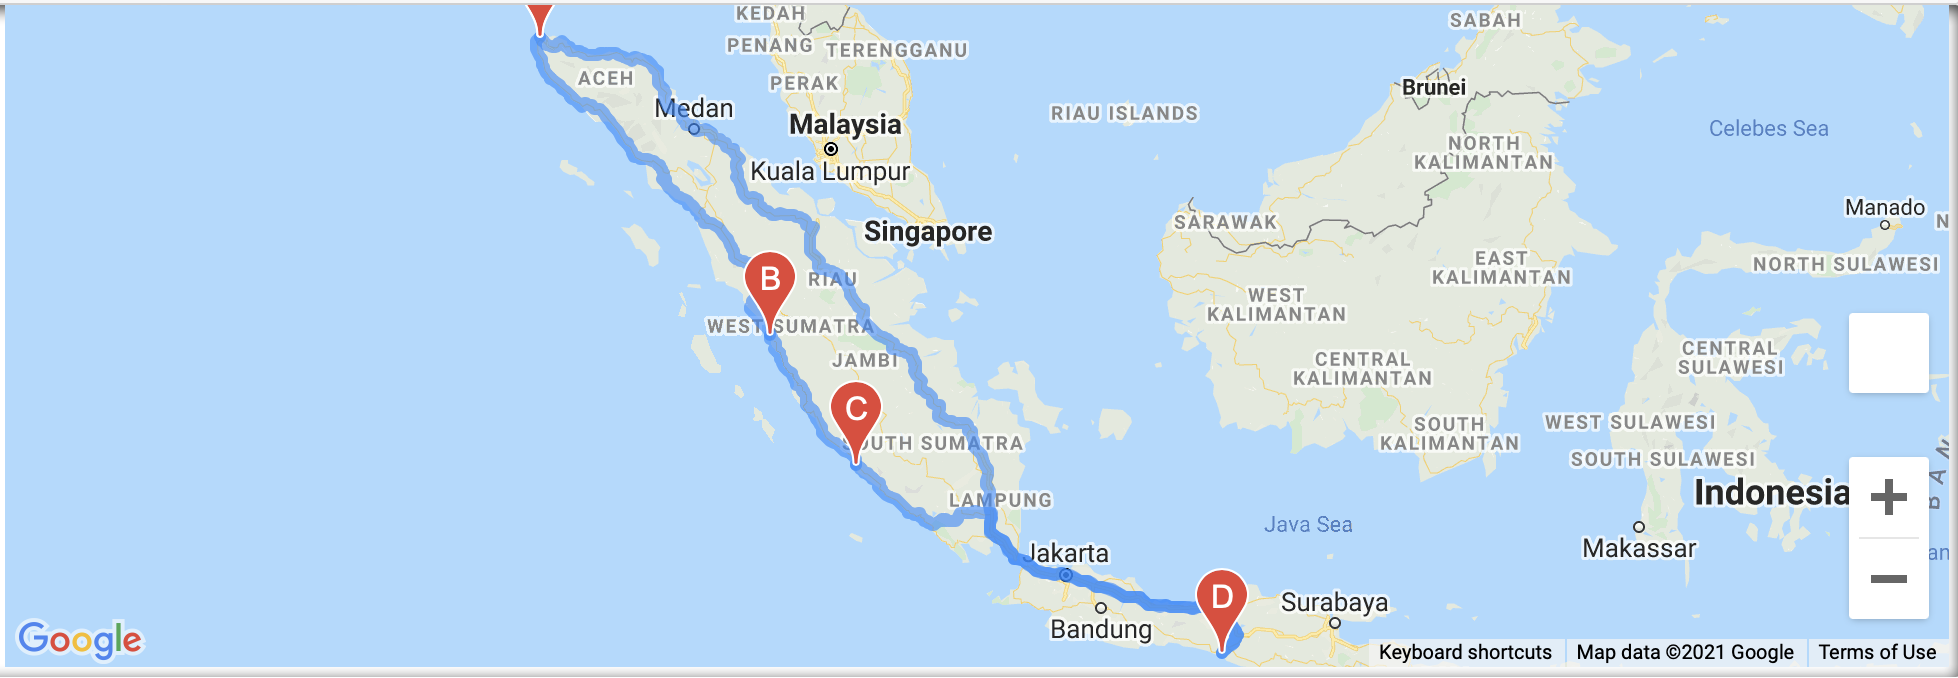 KEDAH
PENANG
TERENGGANU
PERAK
SABAH
ACEH
Medan
Malaysia
Kuala Lumpur
RIAU ISLANDS
Brunei
Celebes Sea
NORTH
KALIMANTAN
Singapore
SARAWAK
Manado
N
B
RIAU
EAST
KALIMANTAN
NORTH SULAWESI
WEST
KALIMANTAN
WEST SUMATRA
JAMBI
CENTRAL
KALIMANTAN
CENTRAL
SULAWESI
C
SOUTH SUMATRA
SOUTH
KALIMANTAN
WEST SULAWESI
SOUTH SULAWESI
LAMPUNG
Indonesia
BAN
Java Sea
Jakarta
Makassar
an
D
Surabaya
Bandung
Google
Keyboard shortcuts
Map data ©2021 Google
Terms of Use